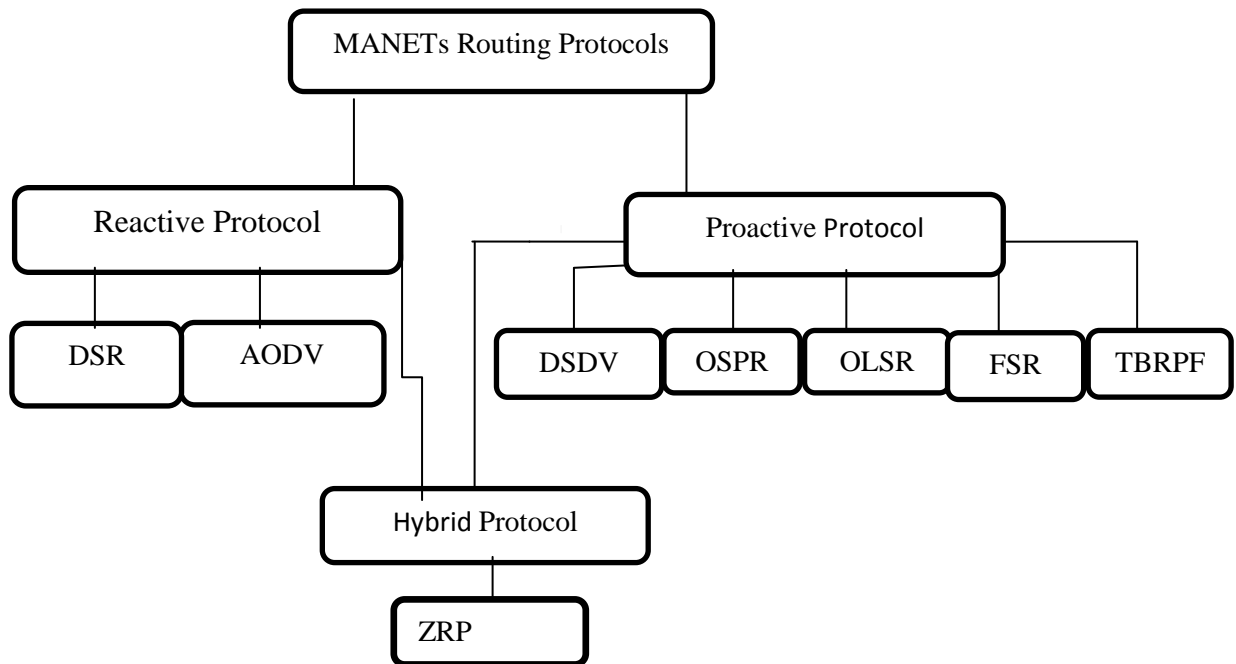 MANETs Routing Protocols
Reactive Protocol
Proactive Protocol
DSR
AODV
DSDV
OSPR
OLSR
FSR
TBRPF
Hybrid Protocol
ZRP